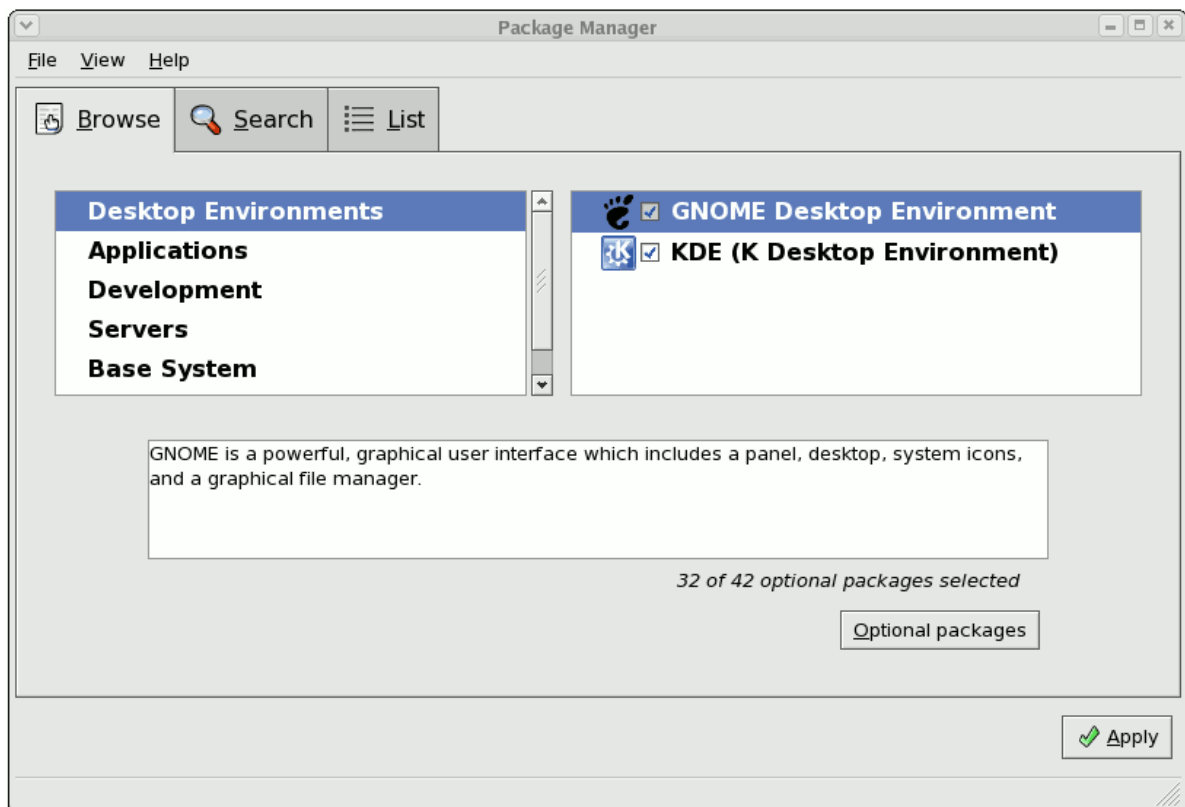 Package Manager
File View Help
Browse Search List
Desktop Environments
Applications
Development
Servers
Base System
GNOME Desktop Environment
KDE (K Desktop Environment)
GNOME is a powerful, graphical user interface which includes a panel, desktop, system icons,
and a graphical file manager.
32 of 42 optional packages selected
Optional packages
Apply